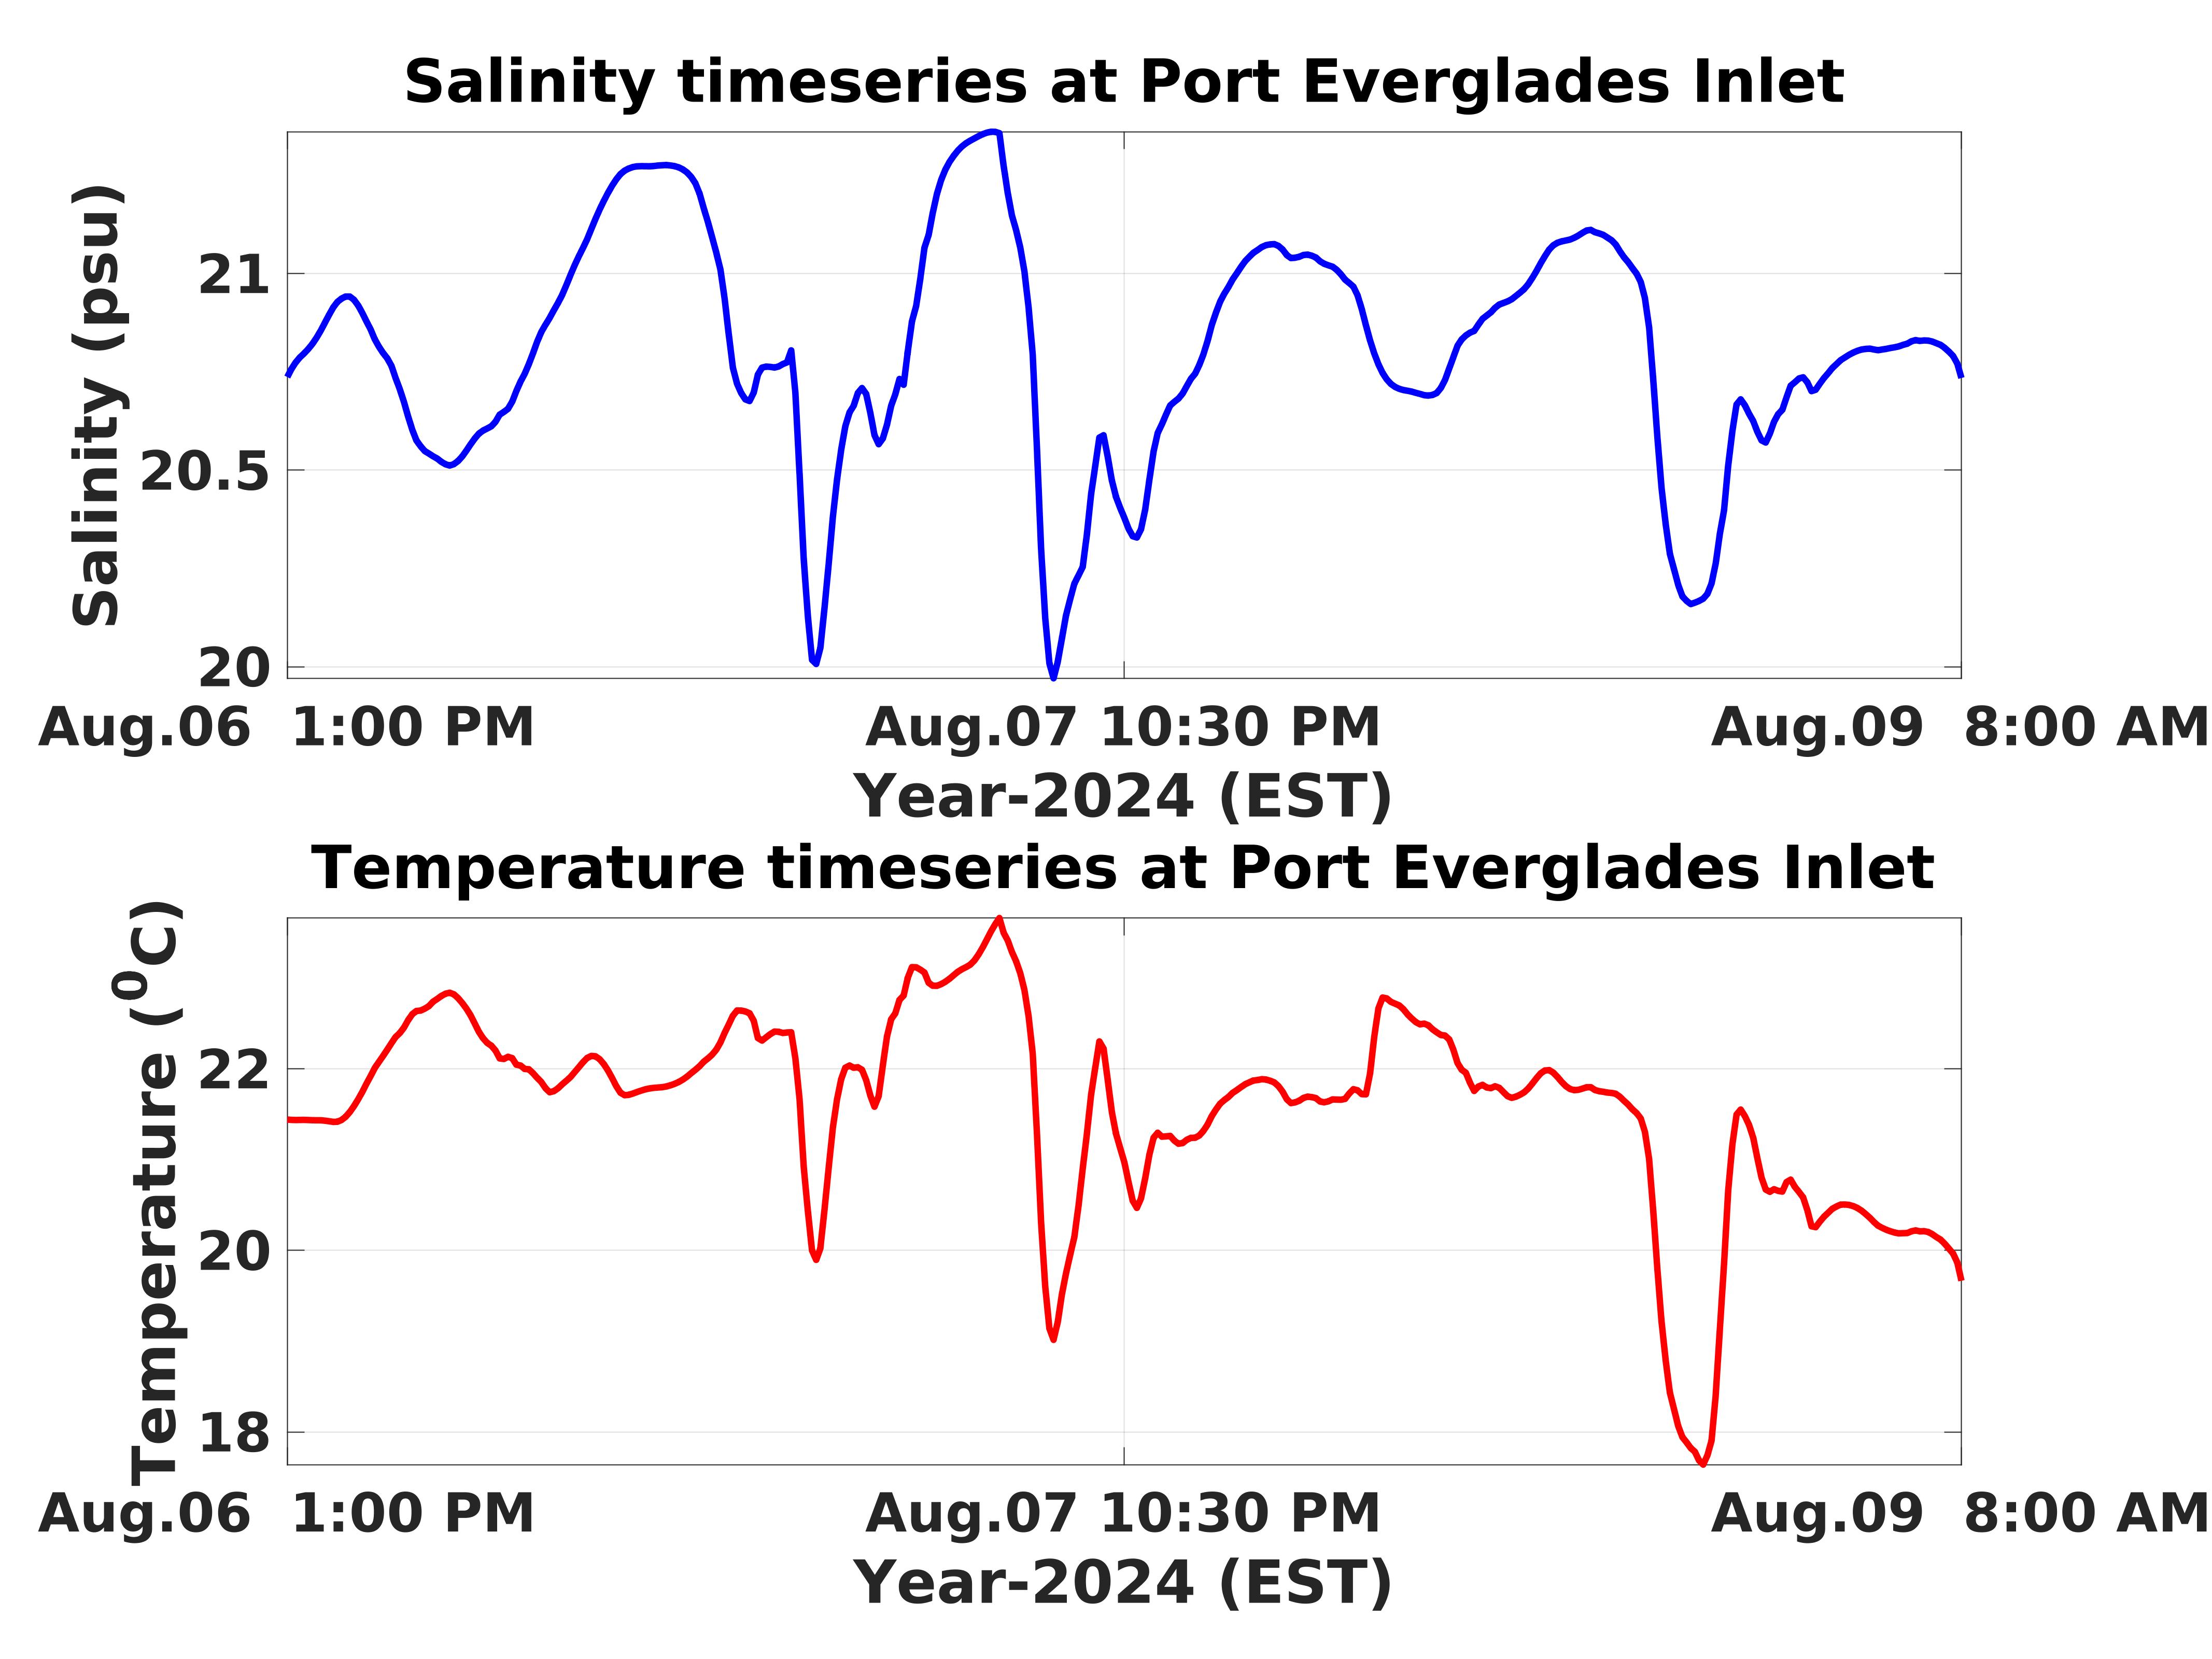 Salinity timeseries at Port Everglades Inlet
Salinity (psu)
21
20.5
20
Aug.06  1:00 PM
Aug.07 10:30 PM
Aug.09  8:00 AM
Year-2024 (EST)
Temperature timeseries at Port Everglades Inlet
Temperature (⁰C)
22
20
18
Aug.06  1:00 PM
Aug.07 10:30 PM
Aug.09  8:00 AM
Year-2024 (EST)